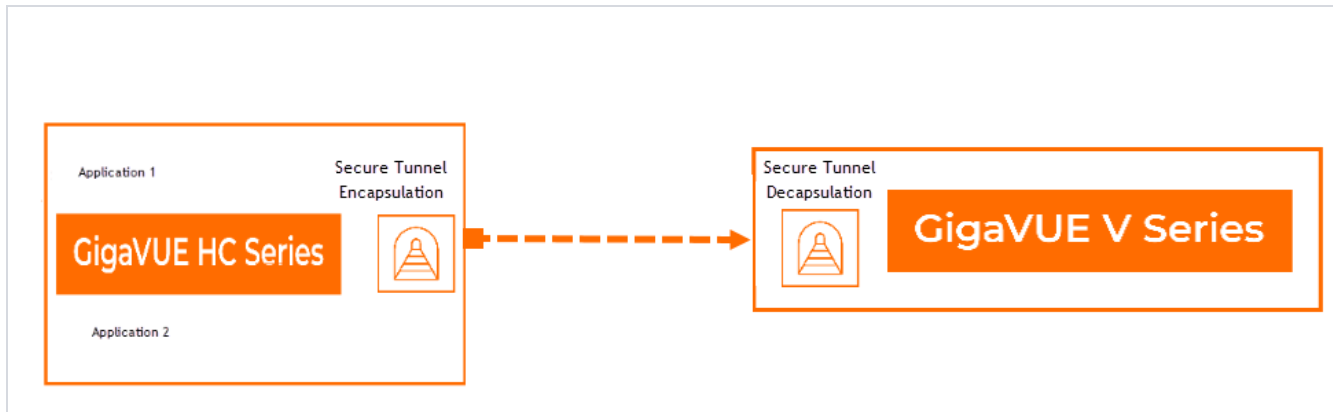 Application 1
Secure Tunnel
Encapsulation
GigaVUE HC Series
Application 2
Secure Tunnel
Decapsulation
GigaVUE V Series